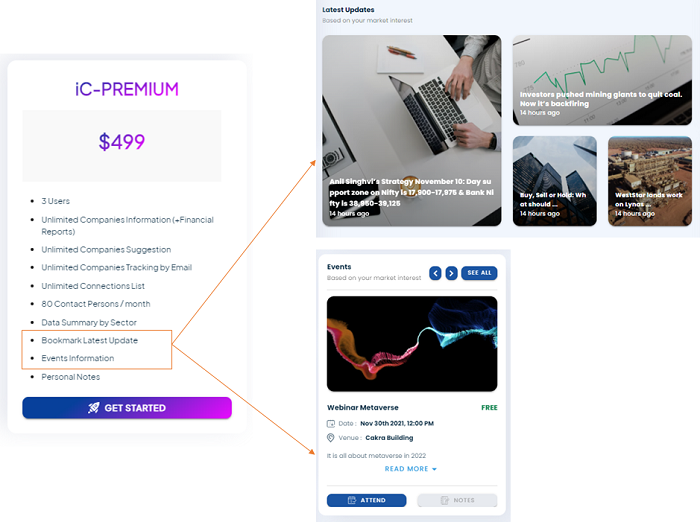 iC-PREMIUM
$499
3 Users
Unlimited Companies Information (+Financial
Reports)
Unlimited Companies Suggestion
Unlimited Companies Tracking by Email
Unlimited Connections List
80 Contact Persons / month
Data Summary by Sector
Bookmark Latest Update
Events Information
Personal Notes
GET STARTED
Latest Updates
Based on your market interest
Anil Singhvi's Strategy November 10: Day su
pport zone on Nifty is 17,900-17,975 & Bank Ni
fty is 38,950-39,125
14 hours ago
Investors pushed mining giants to quit coal.
Now it's backfiring
14 hours ago
Buy, Sell or Hold: Wh
at should ...
14 hours ago
WestStar lands work
on Lynas ...
14 hours ago
Events
Based on your market interest
SEE ALL
Webinar Metaverse
FREE
Date : Nov 30th 2021, 12:00 PM
Venue : Cakra Building
It is all about metaverse in 2022
READ MORE
ATTEND
NOTES